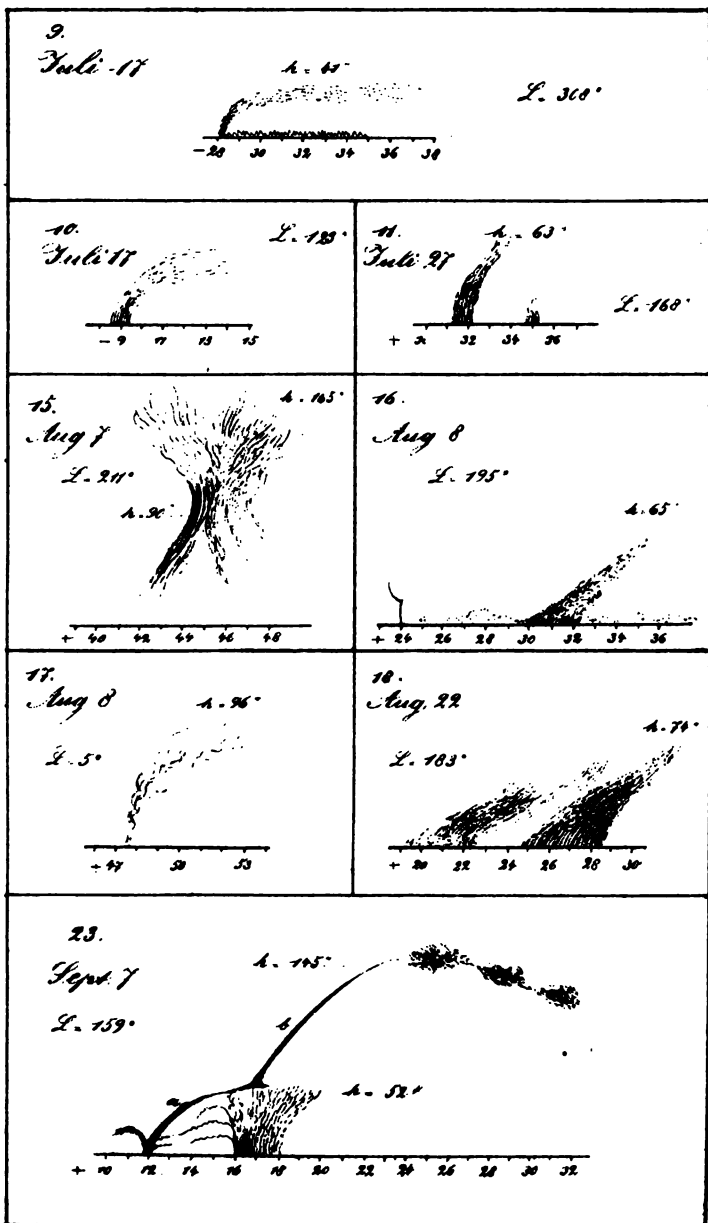 9.
Juli 17
h = 41"
L = 308°
-28 30 32 34 36 38
10.
Juli 17
L = 129°
-9 11 13 15
11.
Juli 27
h = 63"
L = 168°
+ 32 34 36
15.
Aug 7
L = 211°
h = 90"
h = 145"
+ 40 42 44 46 48
16.
Aug 8
L = 195°
h = 65"
+ 24 26 28 30 32 34 36
17.
Aug 8
h = 96"
L = 5°
+47 50 53
18.
Aug. 22
L = 183°
h = 74"
+ 20 22 24 26 28 30
23.
Sept. 7
L = 159°
h = 145"
b
a
h = 52"
+ 10 12 14 16 18 20 22 24 26 28 30 32